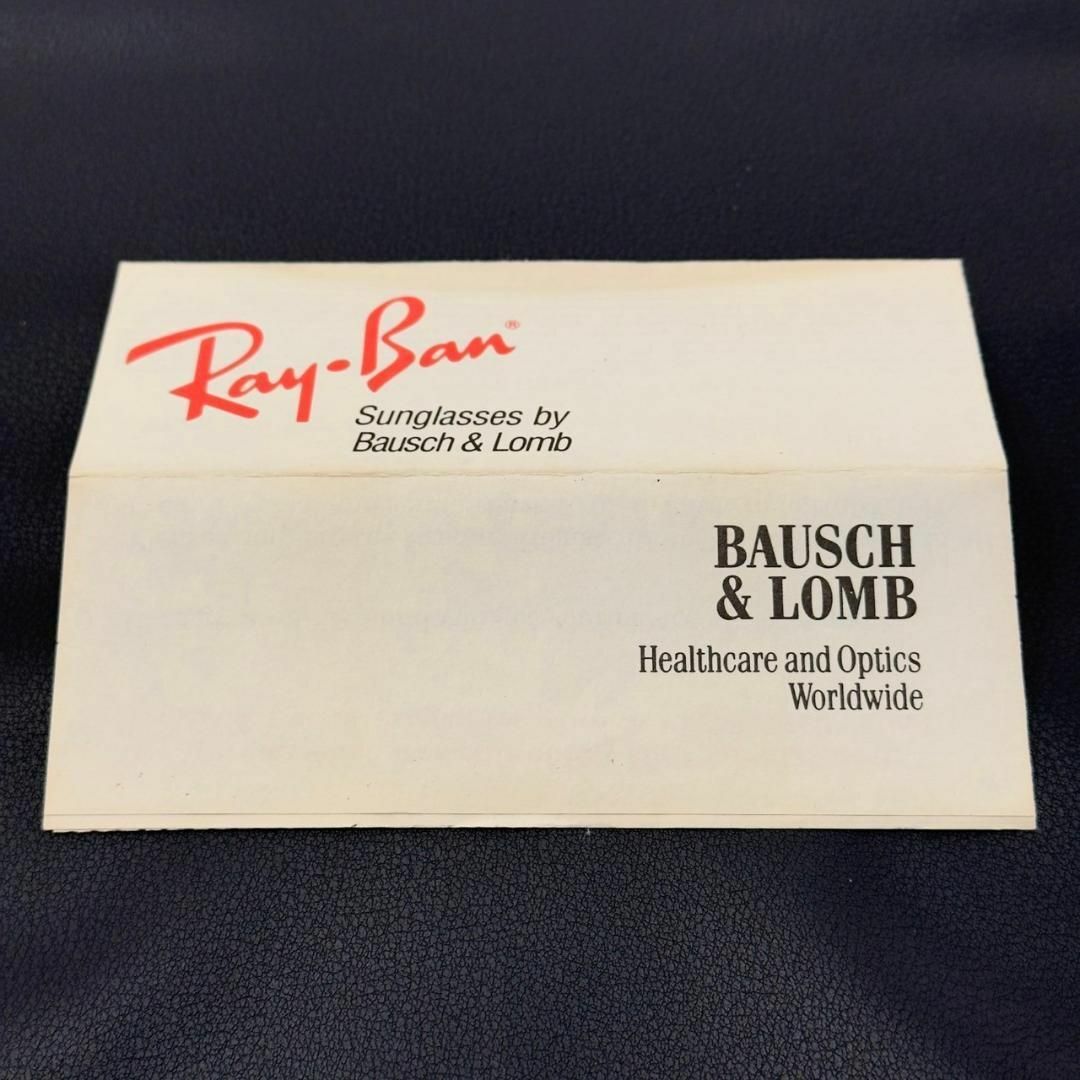 Ray-Ban®
Sunglasses by
Bausch & Lomb
BAUSCH
& LOMB
Healthcare and Optics
Worldwide